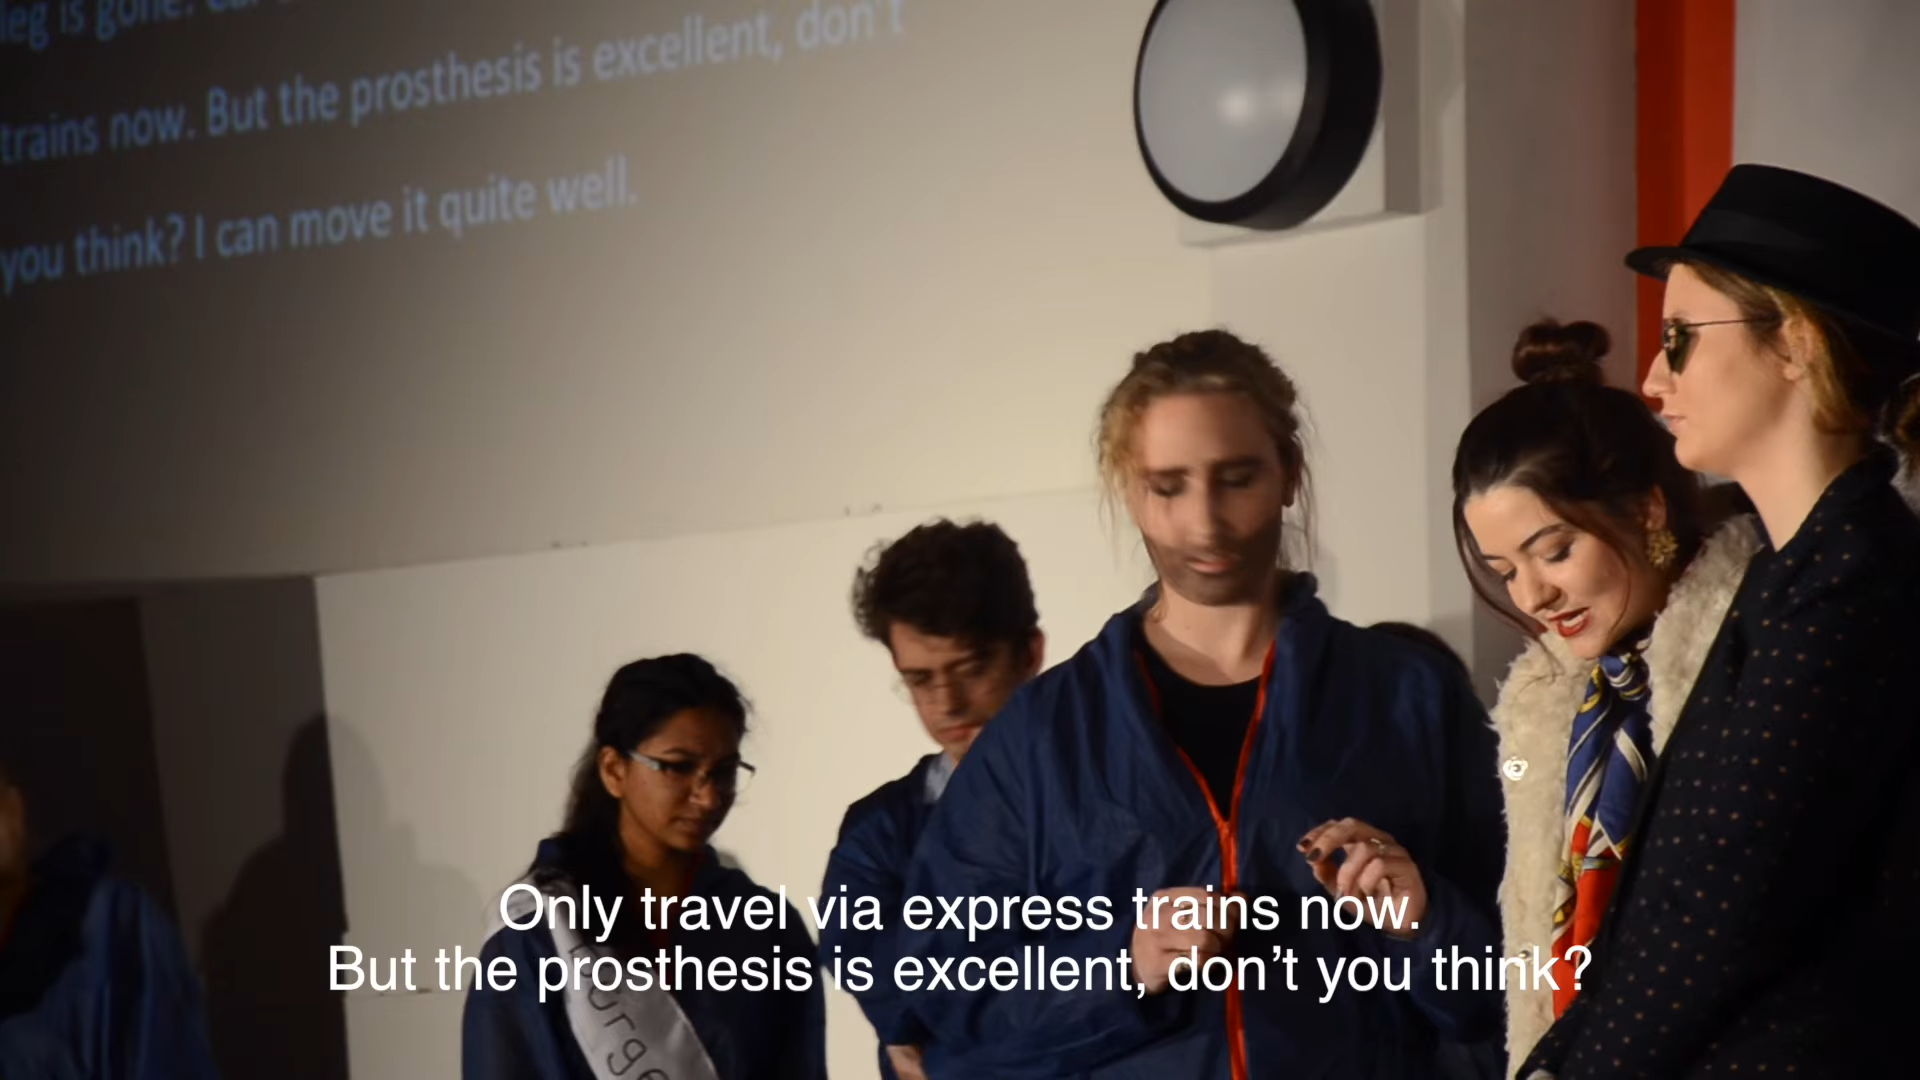 leg is gone.
trains now. But the prosthesis is excellent, don't
you think? I can move it quite well.
Only travel via express trains now.
But the prosthesis is excellent, don't you think?